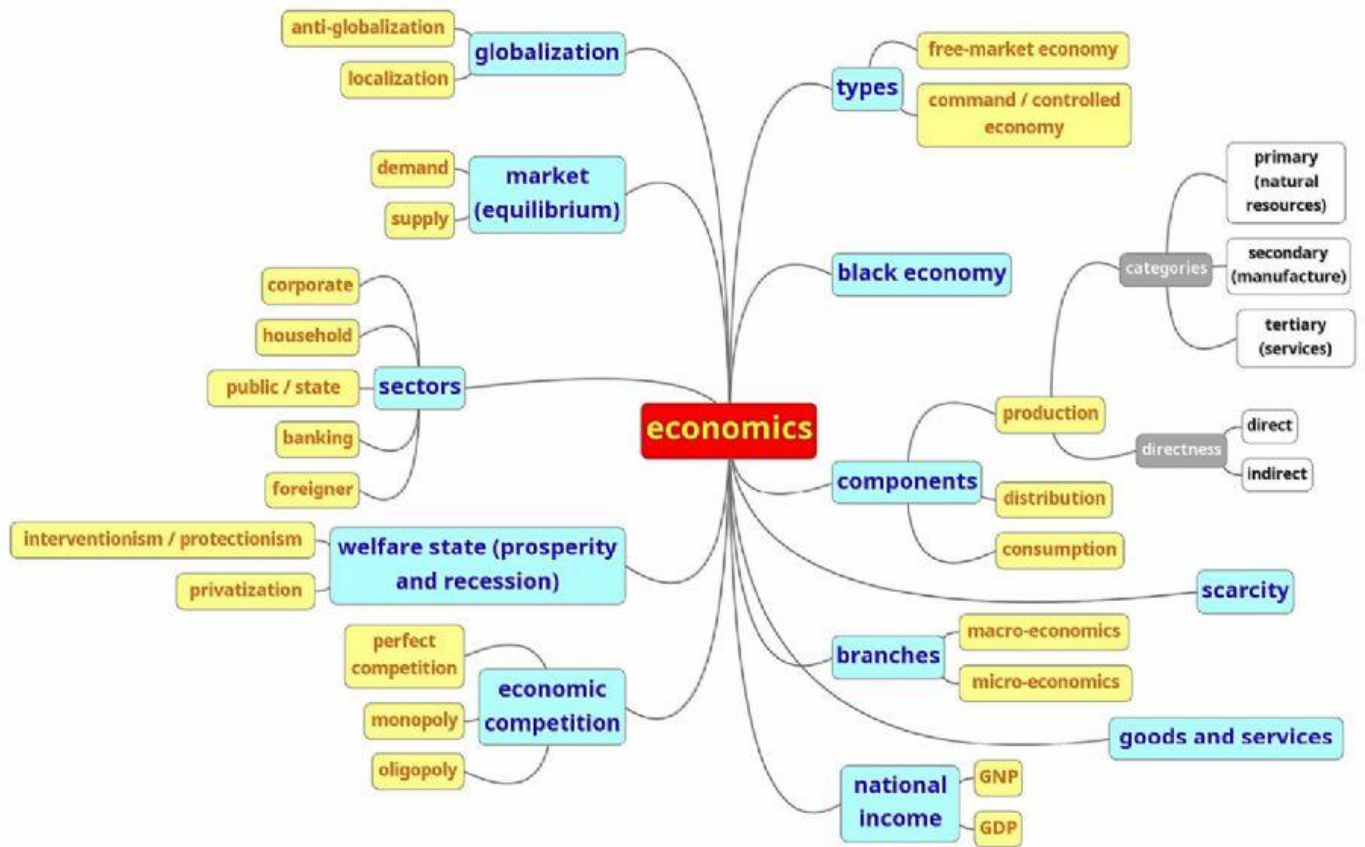 economics
globalization
anti-globalization
localization
market
(equilibrium)
demand
supply
sectors
corporate
household
public / state
banking
foreigner
welfare state (prosperity
and recession)
interventionism / protectionism
privatization
economic
competition
perfect
competition
monopoly
oligopoly
types
free-market economy
command / controlled
economy
black economy
components
production
categories
primary
(natural
resources)
secondary
(manufacture)
tertiary
(services)
directness
direct
indirect
distribution
consumption
scarcity
branches
macro-economics
micro-economics
goods and services
national
income
GNP
GDP